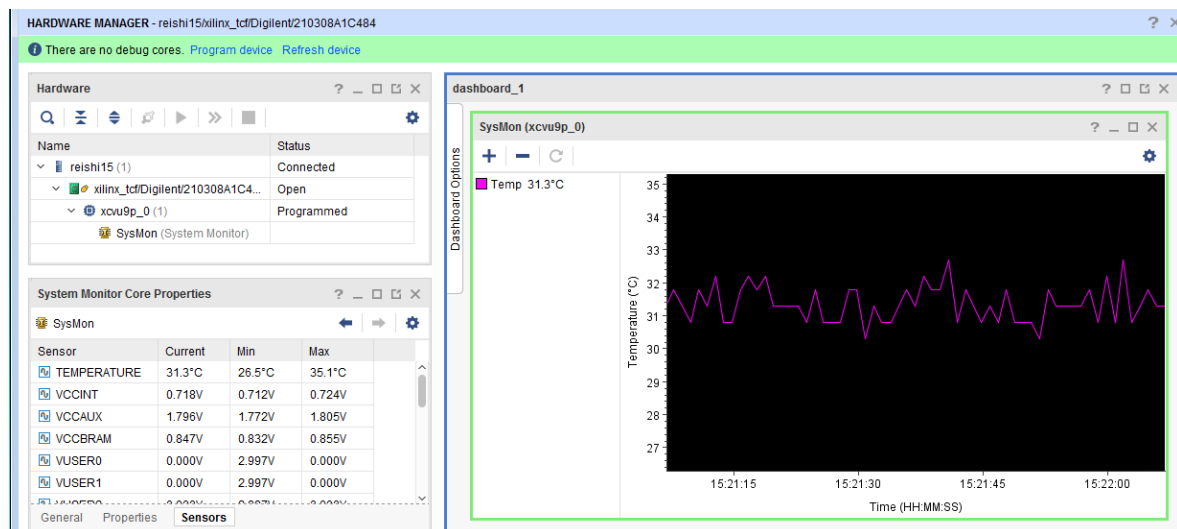 HARDWARE MANAGER - reishi15/xilinx_tcf/Digilent/210308A1C484
There are no debug cores. Program device Refresh device
Hardware
Name Status
reishi15 (1) Connected
xilinx_tcf/Digilent/210308A1C4... Open
xcvu9p_0 (1) Programmed
SysMon (System Monitor)
System Monitor Core Properties
SysMon
Sensor Current Min Max
TEMPERATURE 31.3°C 26.5°C 35.1°C
VCCINT 0.718V 0.712V 0.724V
VCCAUX 1.796V 1.772V 1.805V
VCCBRAM 0.847V 0.832V 0.855V
VUSER0 0.000V 2.997V 0.000V
VUSER1 0.000V 2.997V 0.000V
General Properties Sensors
dashboard_1
Dashboard Options
SysMon (xcvu9p_0)
Temp 31.3°C
Temperature (°C)
35
34
33
32
31
30
29
28
27
15:21:15 15:21:30 15:21:45 15:22:00
Time (HH:MM:SS)